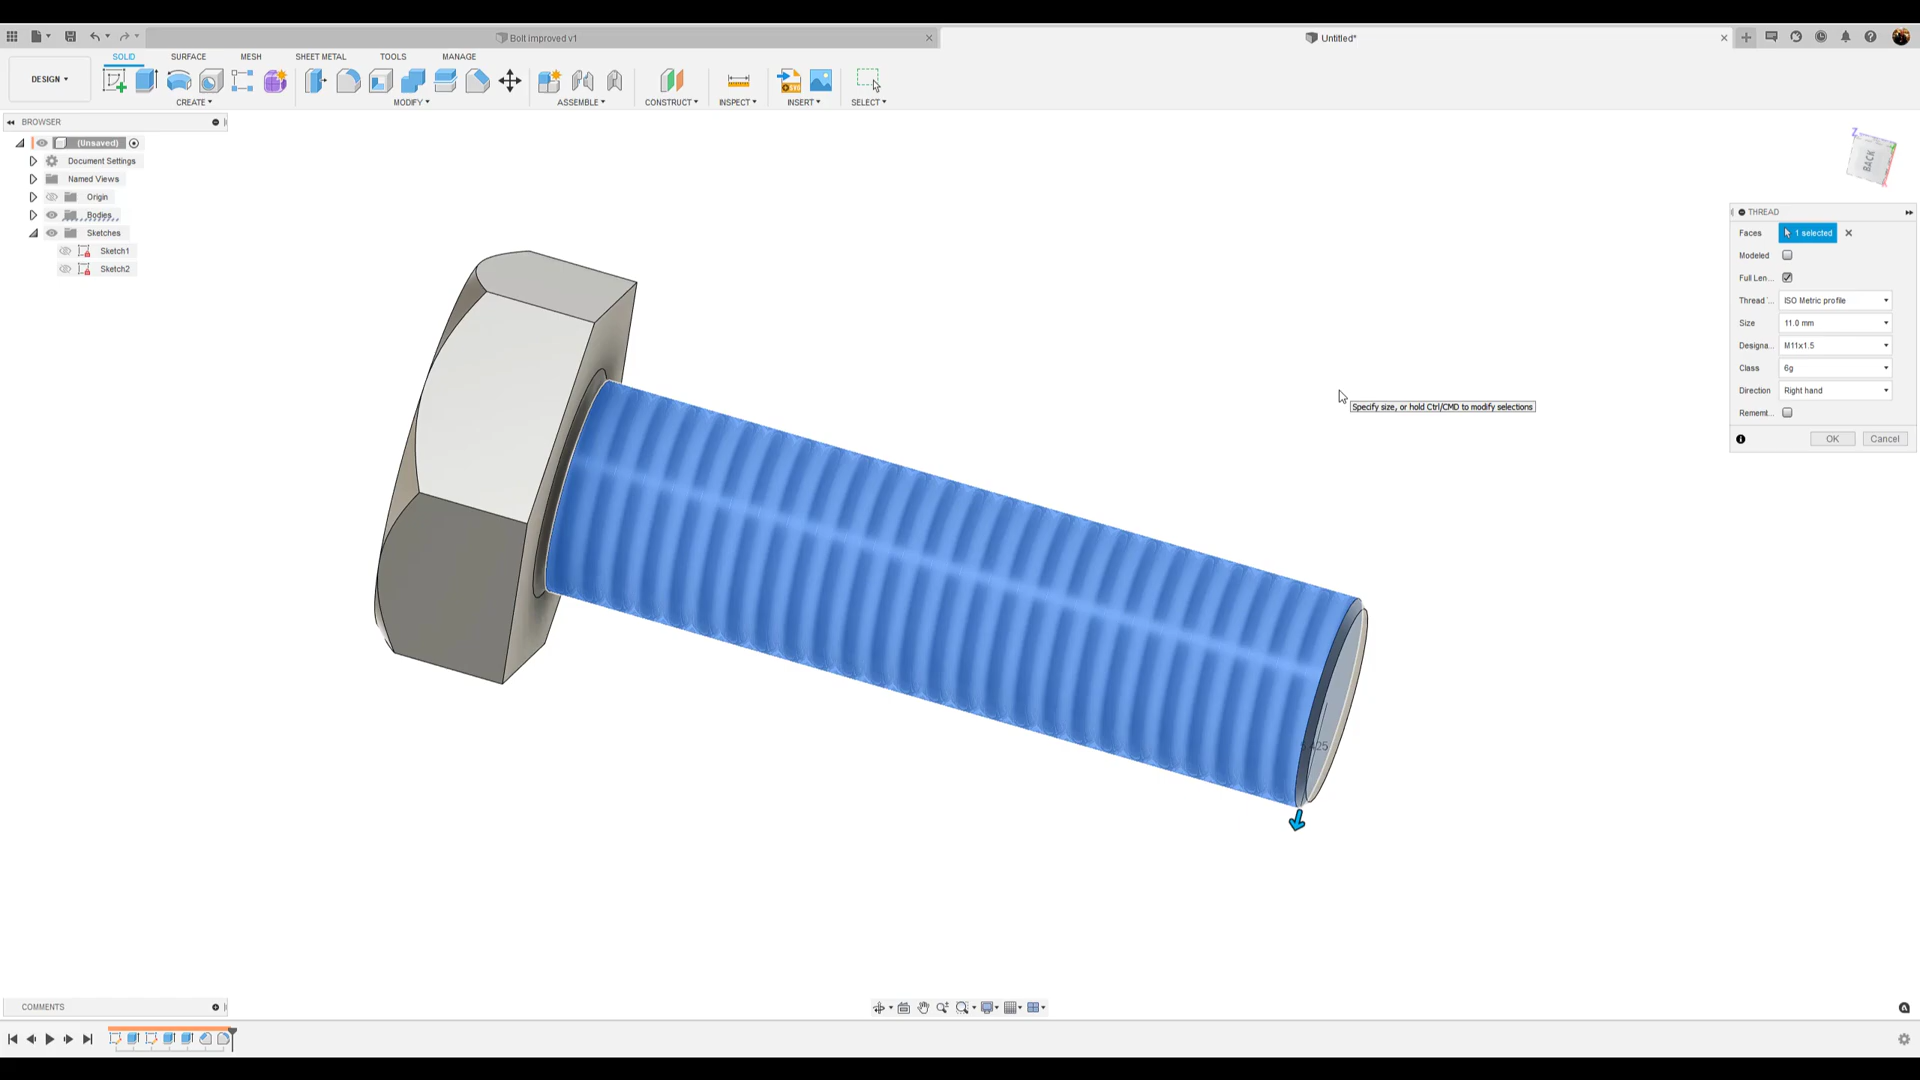 Bolt improved v1
Untitled*
SOLID SURFACE MESH SHEET METAL TOOLS MANAGE
DESIGN
CREATE MODIFY ASSEMBLE CONSTRUCT INSPECT INSERT SELECT
BROWSER
(Unsaved)
Document Settings
Named Views
Origin
Bodies
Sketches
Sketch1
Sketch2
Z
BACK
THREAD
Faces 1 selected
Modeled
Full Len...
Thread '... ISO Metric profile
Size 11.0 mm
Designa... M11x1.5
Class 6g
Direction Right hand
Rememt...
OK Cancel
Specify size, or hold Ctrl/CMD to modify selections
COMMENTS